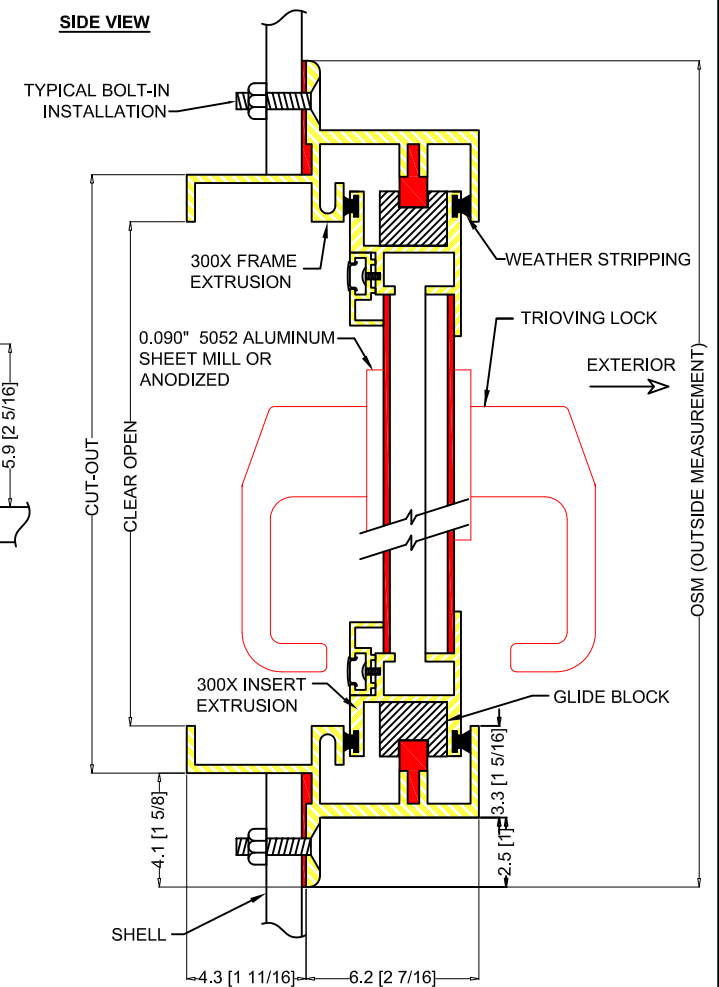 SIDE VIEW
TYPICAL BOLT-IN
INSTALLATION
300X FRAME
EXTRUSION
WEATHER STRIPPING
0.090" 5052 ALUMINUM
SHEET MILL OR
ANODIZED
TRIOVING LOCK
EXTERIOR
5.9 [2 5/16]
CUT-OUT
CLEAR OPEN
OSM (OUTSIDE MEASUREMENT)
300X INSERT
EXTRUSION
GLIDE BLOCK
3.3 [1 5/16]
4.1 [1 5/8]
2.5 [1]
SHELL
4.3 [1 11/16]
6.2 [2 7/16]